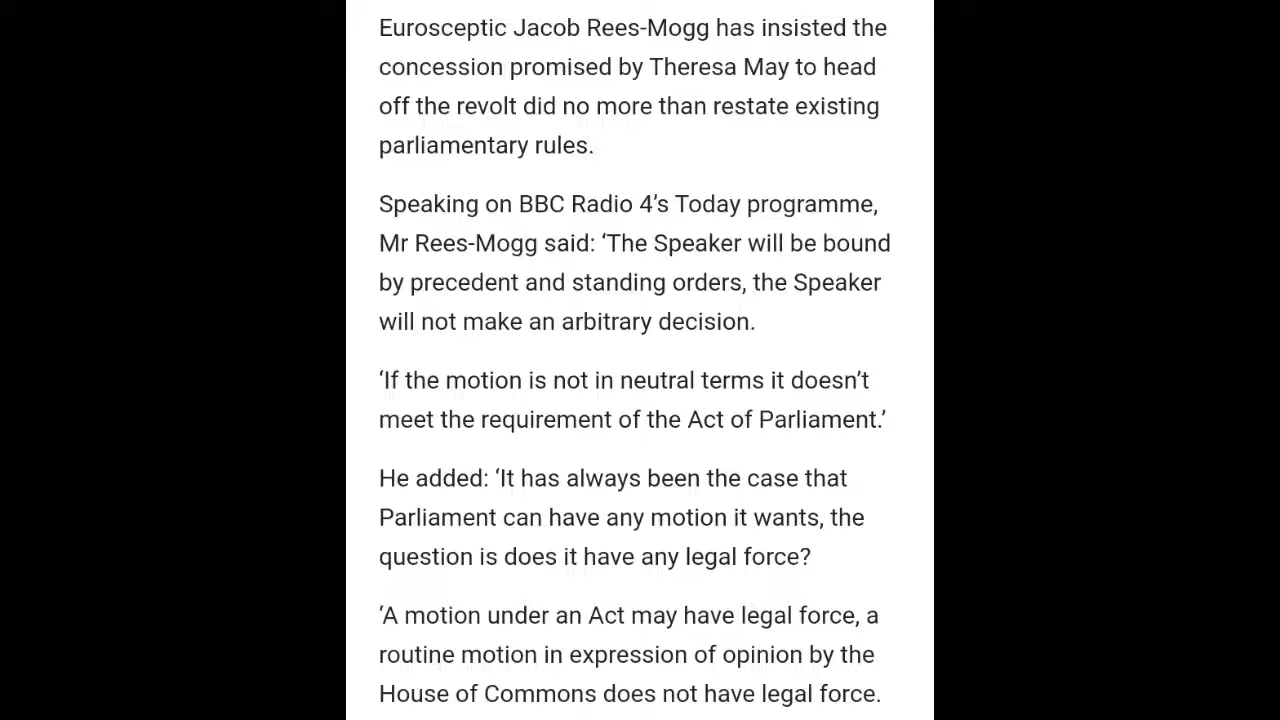 Eurosceptic Jacob Rees-Mogg has insisted the
concession promised by Theresa May to head
off the revolt did no more than restate existing
parliamentary rules.
Speaking on BBC Radio 4’s Today programme,
Mr Rees-Mogg said: ‘The Speaker will be bound
by precedent and standing orders, the Speaker
will not make an arbitrary decision.
‘If the motion is not in neutral terms it doesn’t
meet the requirement of the Act of Parliament.’
He added: ‘It has always been the case that
Parliament can have any motion it wants, the
question is does it have any legal force?
‘A motion under an Act may have legal force, a
routine motion in expression of opinion by the
House of Commons does not have legal force.